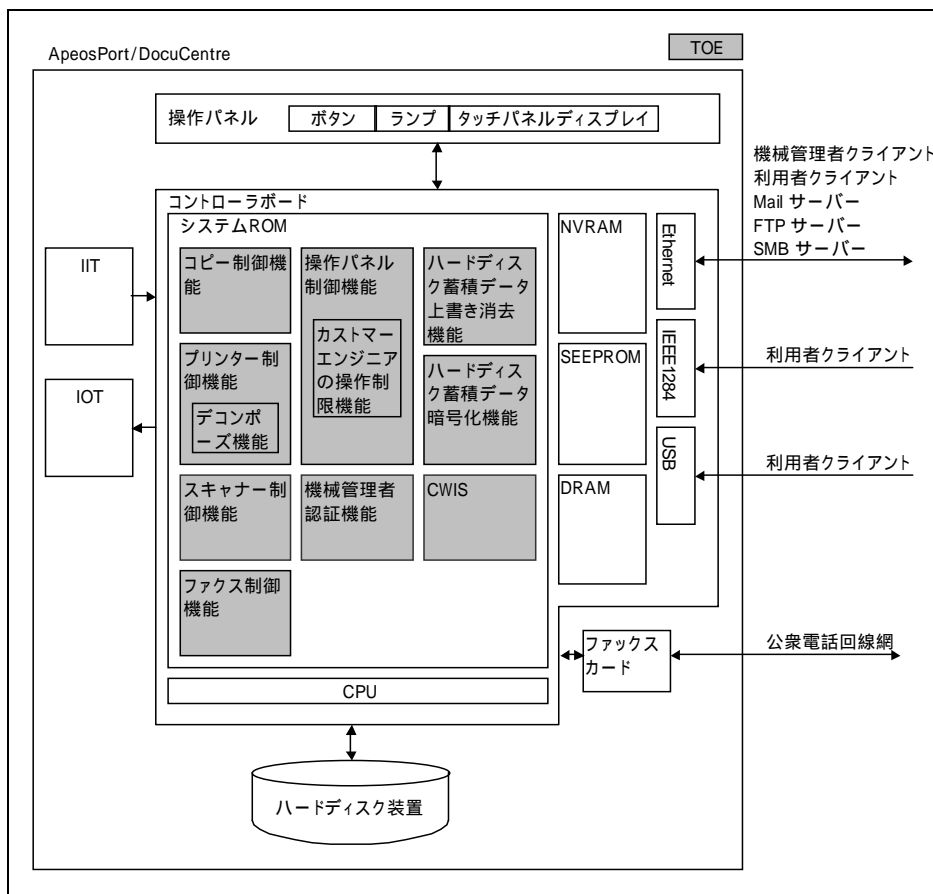 ApeosPort/DocuCentre
TOE
操作パネル
ボタン
ランプ
タッチパネルディスプレイ
機械管理者クライアント
利用者クライアント
Mail サーバー
FTP サーバー
SMB サーバー
コントローラボード
システムROM
NVRAM
Ethernet
IIT
コピー制御機
能
操作パネル
制御機能
カストマー
エンジニア
の操作制
限機能
ハードディス
ク蓄積データ
上書き消去
機能
SEEPROM
IEEE1284
利用者クライアント
IOT
プリンター制
御機能
デコンポ
ーズ機能
ハードディス
ク蓄積データ
暗号化機能
USB
利用者クライアント
スキャナー制
御機能
機械管理者
認証機能
CWIS
DRAM
ファクス制御
機能
ファックス
カード
公衆電話回線網
CPU
ハードディスク装置